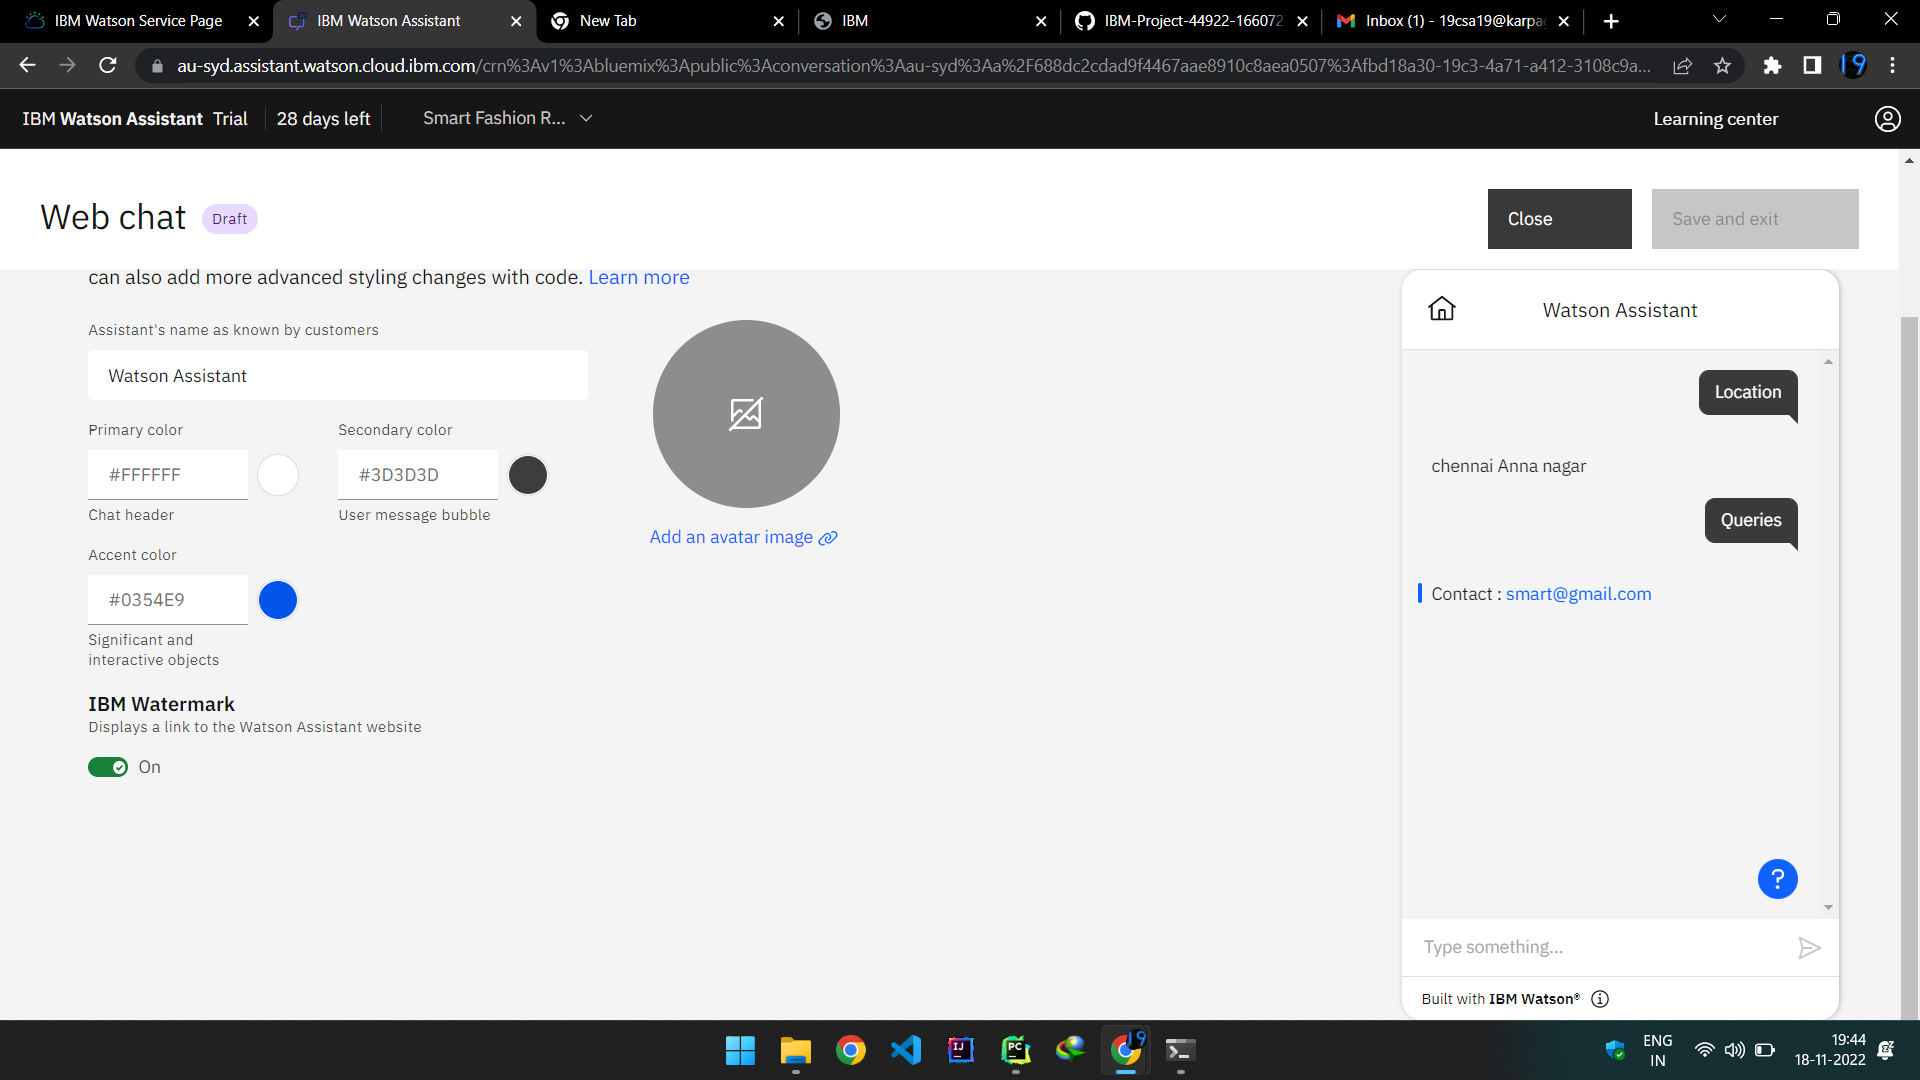 IBM Watson Service Page
IBM Watson Assistant
New Tab
IBM
IBM-Project-44922-166072
Inbox (1) - 19csa19@karpa
au-syd.assistant.watson.cloud.ibm.com/crn%3Av1%3Abluemix%3Apublic%3Aconversation%3Aau-syd%3Aa%2F688dc2cdad9f4467aae8910c8aea0507%3Afbd18a30-19c3-4a71-a412-3108c9a...
IBM Watson Assistant Trial
28 days left
Smart Fashion R...
Learning center
Web chat
Draft
Close
Save and exit
can also add more advanced styling changes with code. Learn more
Assistant's name as known by customers
Watson Assistant
Primary color
Secondary color
#FFFFFF
#3D3D3D
Chat header
User message bubble
Accent color
#0354E9
Significant and
interactive objects
Add an avatar image
IBM Watermark
Displays a link to the Watson Assistant website
On
Watson Assistant
Location
chennai Anna nagar
Queries
Contact : smart@gmail.com
?
Type something...
Built with IBM Watson®
ENG
IN
19:44
18-11-2022